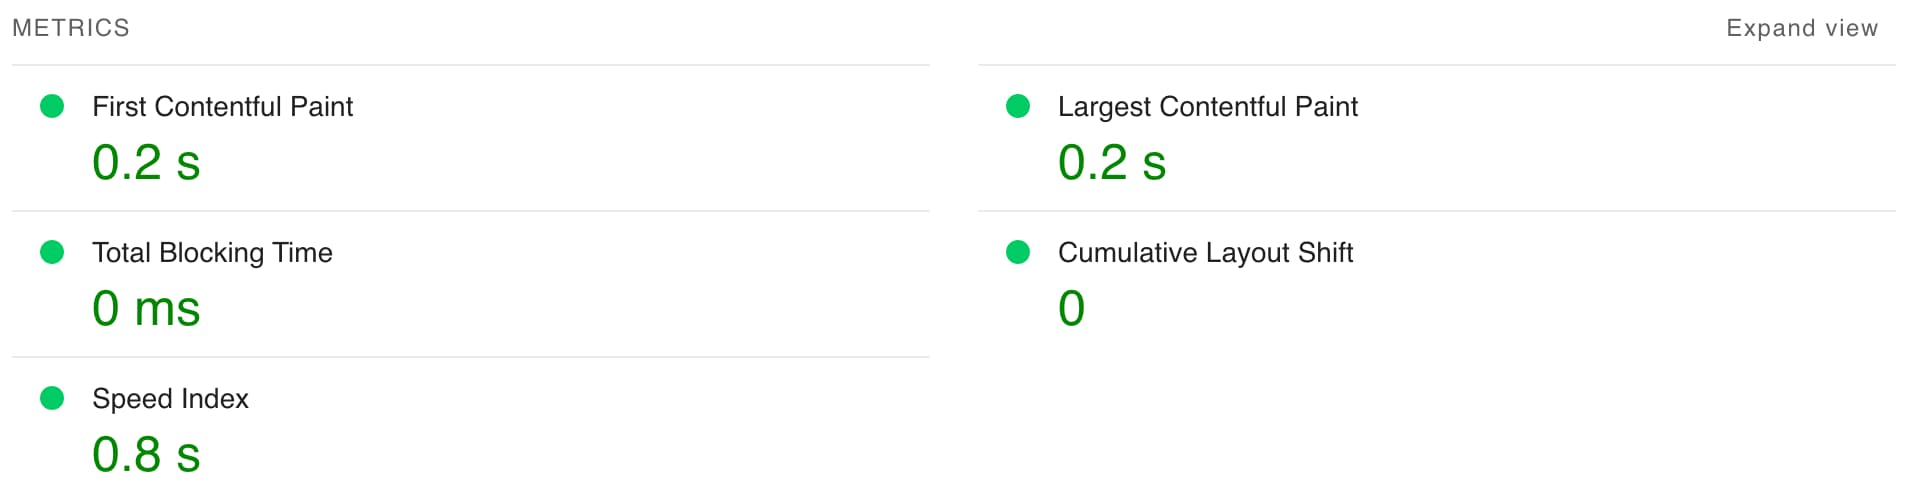 METRICS
Expand view
First Contentful Paint
0.2 s
Largest Contentful Paint
0.2 s
Total Blocking Time
0 ms
Cumulative Layout Shift
0
Speed Index
0.8 s